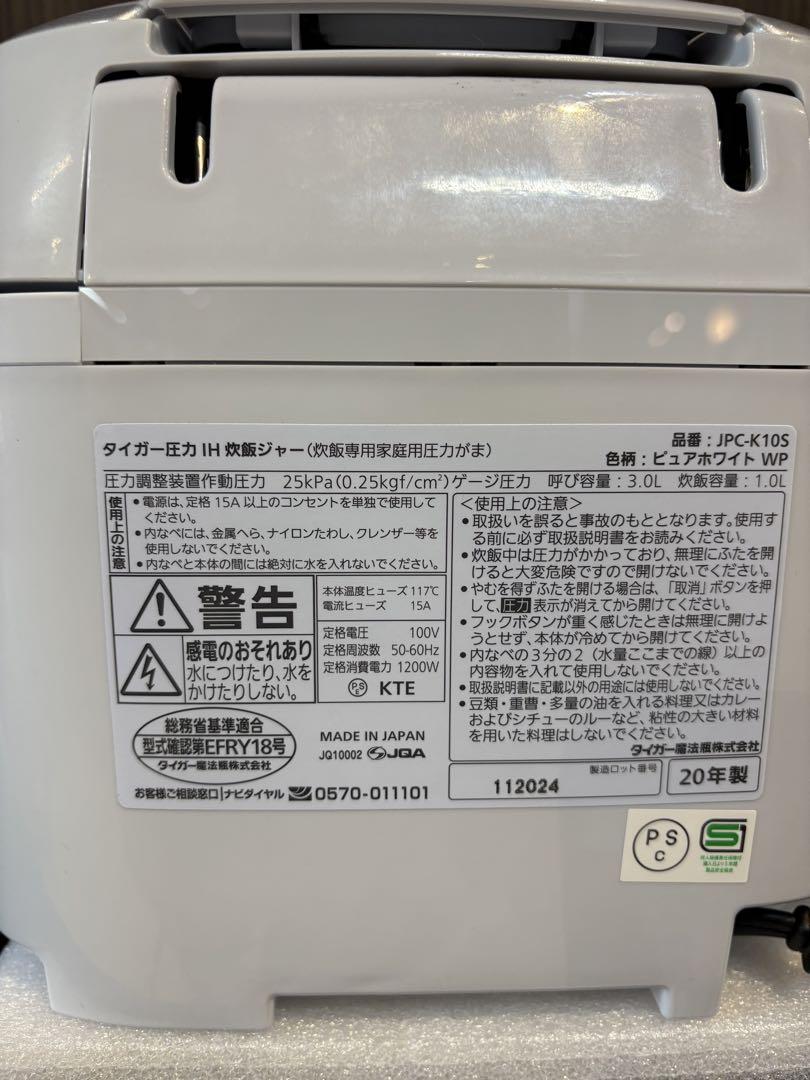 タイガー圧力IH炊飯ジャー(炊飯専用家庭用圧力がま)
品番:JPC-K10S
色柄:ピュアホワイト WP
圧力調整装置作動圧力 25kPa(0.25kgf/cm²)ゲージ圧力 呼び容量:3.0L 炊飯容量:1.0L
使用上の注意
●電源は、定格15A以上のコンセントを単独で使用して
ください。
●内なべには、金属へら、ナイロンたわし、クレンザー等を
使用しないでください。
●内なべと本体の間には絶対に水を入れないでください。
警告
感電のおそれあり
水につけたり、水を
かけたりしない。
本体温度ヒューズ 117℃
電流ヒューズ 15A
定格電圧 100V
定格周波数 50-60Hz
定格消費電力 1200W
PSE KTE
総務省基準適合
型式確認第EFRY18号
タイガー魔法瓶株式会社
MADE IN JAPAN
JQ10002 JQA
お客様ご相談窓口 ナビダイヤル 0570-011101
<使用上の注意>
●取扱いを誤ると事故のもととなります。使用す
る前に必ず取扱説明書をお読みください。
●炊飯中は圧力がかかっており、無理にふたを開
けると大変危険ですので開けないでください。
●やむを得ずふたを開ける場合は、「取消」ボタンを押
して、圧力表示が消えてから開けてください。
●フックボタンが重く感じたときは無理に開けよ
うとせず、本体が冷めてから開けてください。
●内なべの3分の2(水量ここまでの線)以上の
内容物を入れて使用しないでください。
●取扱説明書に記載以外の用途には使用しないでください。
●豆類・重曹・多量の油を入れる料理又はカレー
およびシチューのルーなど、粘性の大きい材料
を用いた料理はしないでください。
タイガー魔法瓶株式会社
製造ロット番号
112024
20年製
PSC
S1